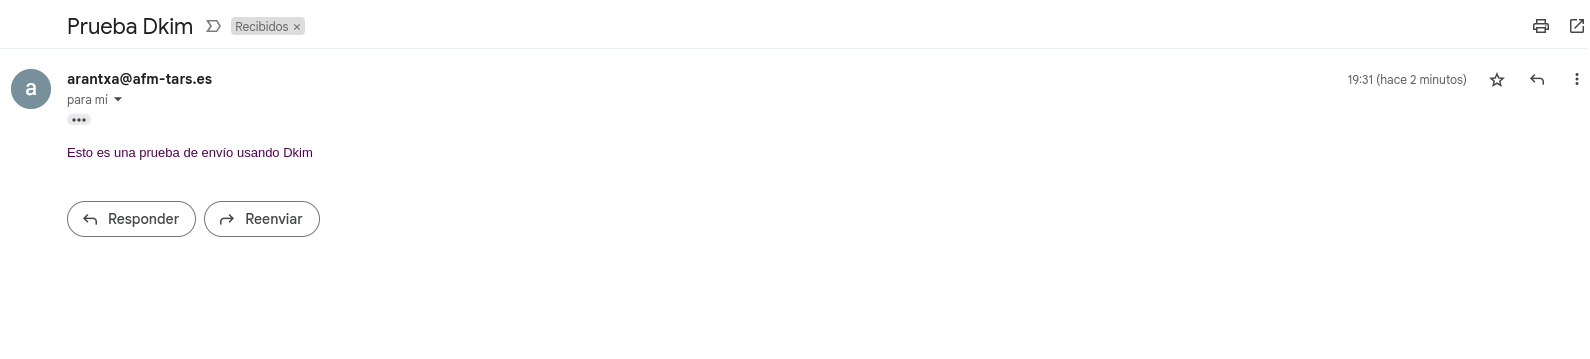 Prueba Dkim Recibidos ×
a
arantxa@afm-tars.es 19:31 (hace 2 minutos)
para mí
Esto es una prueba de envío usando Dkim
Responder Reenviar